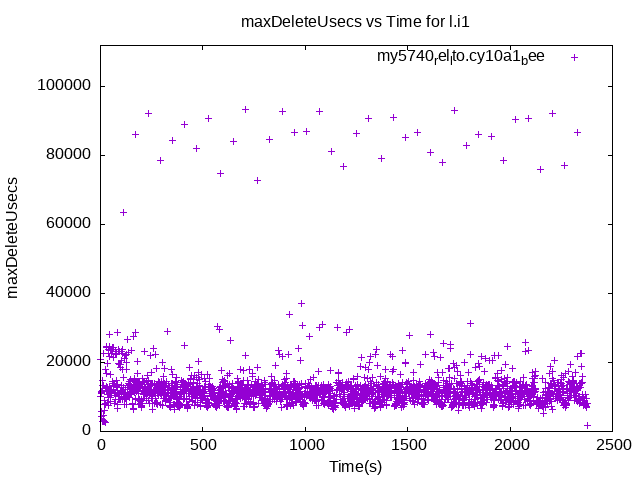 maxDeleteUsecs vs Time for l.i1
my5740rellto.cy10a1bee
100000
80000
60000
40000
20000
0
maxDeleteUsecs
0 500 1000 1500 2000 2500
Time(s)